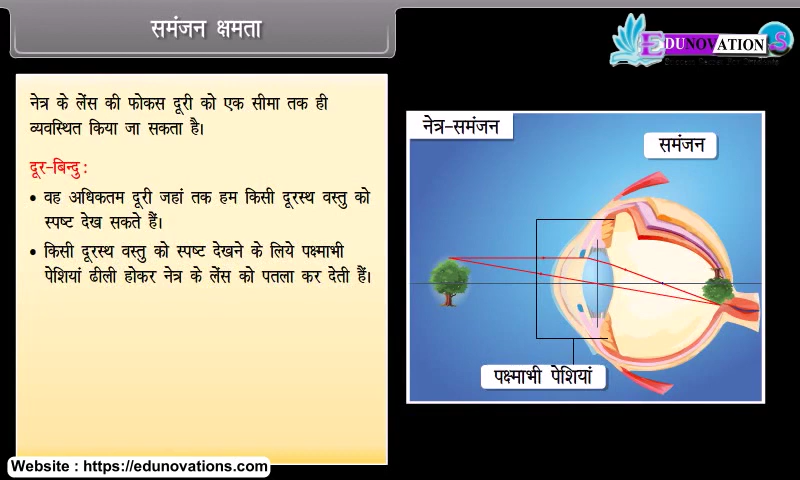 समंजन क्षमता
EDUNOVATIONS
नेत्र के लेंस की फोकस दूरी को एक सीमा तक ही
व्यवस्थित किया जा सकता है।
दूर-बिन्दु :
• वह अधिकतम दूरी जहां तक हम किसी दूरस्थ वस्तु को
स्पष्ट देख सकते हैं।
• किसी दूरस्थ वस्तु को स्पष्ट देखने के लिये पक्ष्माभी
पेशियां ढीली होकर नेत्र के लेंस को पतला कर देती हैं।
नेत्र-समंजन
समंजन
पक्ष्माभी पेशियां
Website : https://edunovations.com